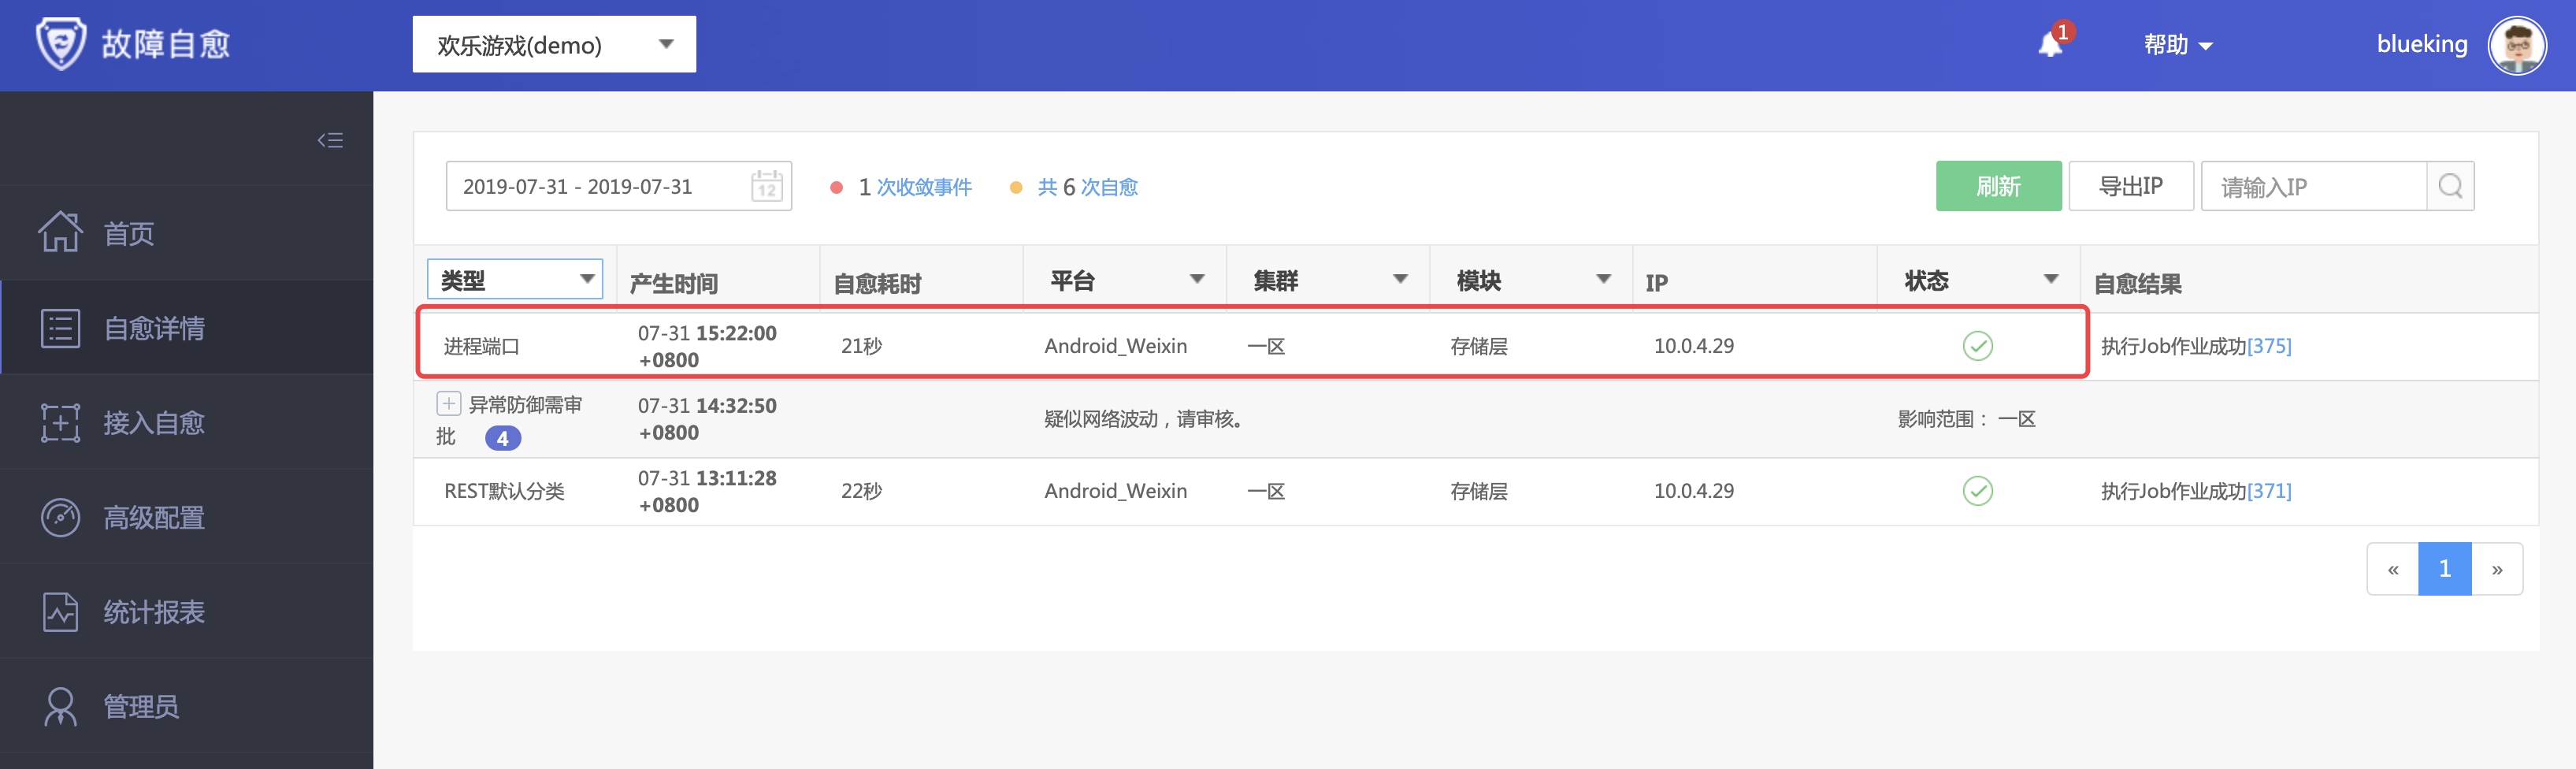 故障自愈
欢乐游戏(demo)
1
帮助
blueking
2019-07-31 - 2019-07-31
12
1 次收敛事件
共 6 次自愈
刷新
导出IP
请输入IP
首页
自愈详情
接入自愈
高级配置
统计报表
管理员
类型 产生时间 自愈耗时 平台 集群 模块 IP 状态 自愈结果
进程端口 07-31 15:22:00 +0800 21秒 Android_Weixin 一区 存储层 10.0.4.29 执行Job作业成功[375]
异常防御需审批 4 07-31 14:32:50 +0800 疑似网络波动，请审核。 影响范围： 一区
REST默认分类 07-31 13:11:28 +0800 22秒 Android_Weixin 一区 存储层 10.0.4.29 执行Job作业成功[371]
« 1 »